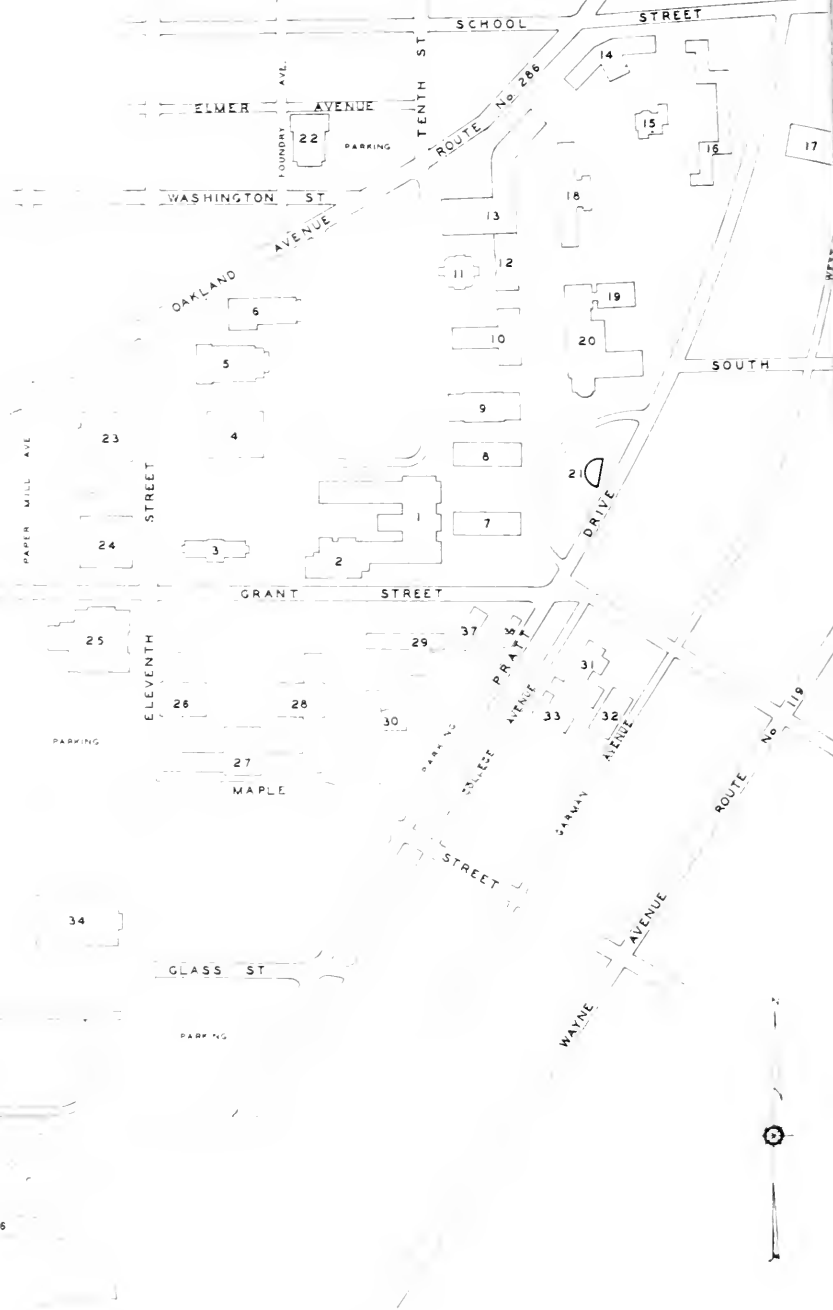 SCHOOL STREET
TENTH ST
ROUTE No. 286
14
15
16
17
FOUNDRY AVE.
ELMER AVENUE
22
PARKING
WASHINGTON ST
OAKLAND AVENUE
18
13
12
11
6
5
10
19
20
SOUTH
9
8
23
4
PAPER MILL AVE
ELEVENTH STREET
21
1
7
2
3
24
GRANT STREET
PRATT DRIVE
25
29
37
31
26
28
30
33
32
PARKING
PARKING
COLLEGE AVENUE
GARMAN AVENUE
27
MAPLE STREET
WAYNE AVENUE
ROUTE No 119
34
GLASS ST
PARKING
6